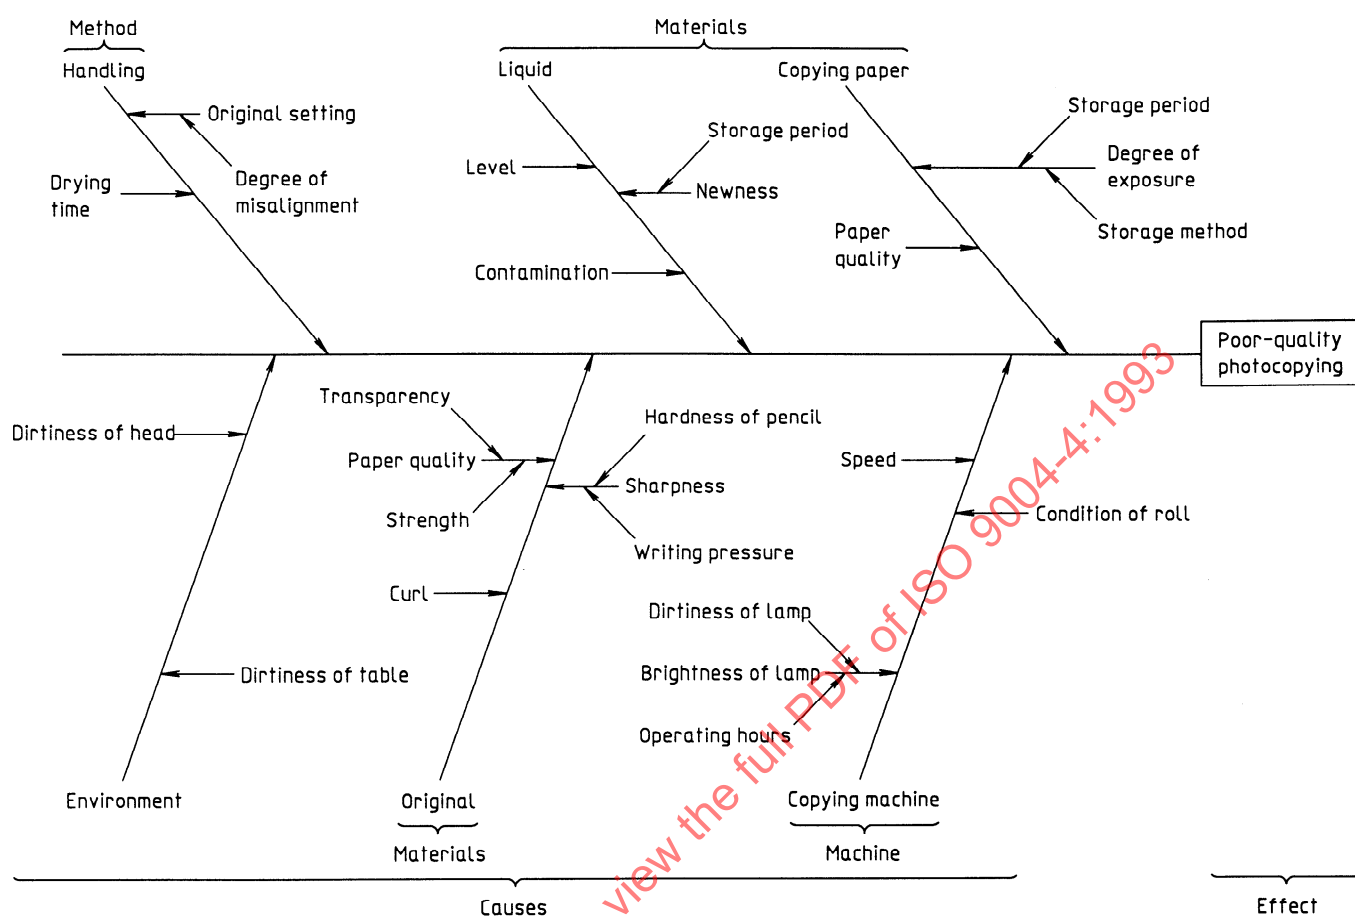 Method
Materials
Handling
Liquid
Copying paper
Original setting
Storage period
Storage period
Level
Degree of
exposure
Drying
time
Degree of
misalignment
Newness
Storage method
Paper
quality
Contamination
Poor-quality
photocopying
Transparency
Hardness of pencil
Dirtiness of head
Paper quality
Speed
Sharpness
Strength
Condition of roll
Writing pressure
Curl
Dirtiness of lamp
Dirtiness of table
Brightness of lamp
Operating hours
Environment
Original
Copying machine
Materials
Machine
Causes
Effect
view the full PDF of ISO 9004-4:1993